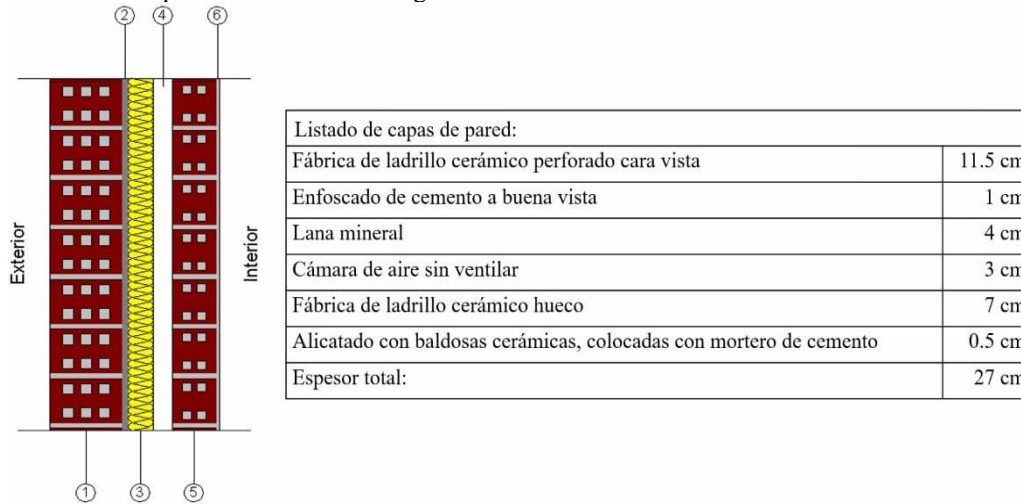 ② ④ ⑥
Exterior
Interior
① ③ ⑤
Listado de capas de pared:
Fábrica de ladrillo cerámico perforado cara vista 11.5 cm
Enfoscado de cemento a buena vista 1 cm
Lana mineral 4 cm
Cámara de aire sin ventilar 3 cm
Fábrica de ladrillo cerámico hueco 7 cm
Alicatado con baldosas cerámicas, colocadas con mortero de cemento 0.5 cm
Espesor total: 27 cm